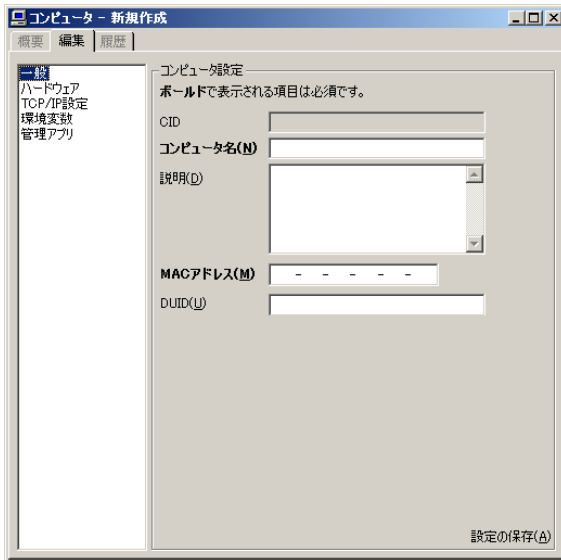 コンピュータ - 新規作成
概要 編集 履歴
一般
ハードウェア
TCP/IP設定
環境変数
管理アプリ
コンピュータ設定
ボールドで表示される項目は必須です。
CID
コンピュータ名(N)
説明(D)
MACアドレス(M) - - - - -
DUID(U)
設定の保存(A)